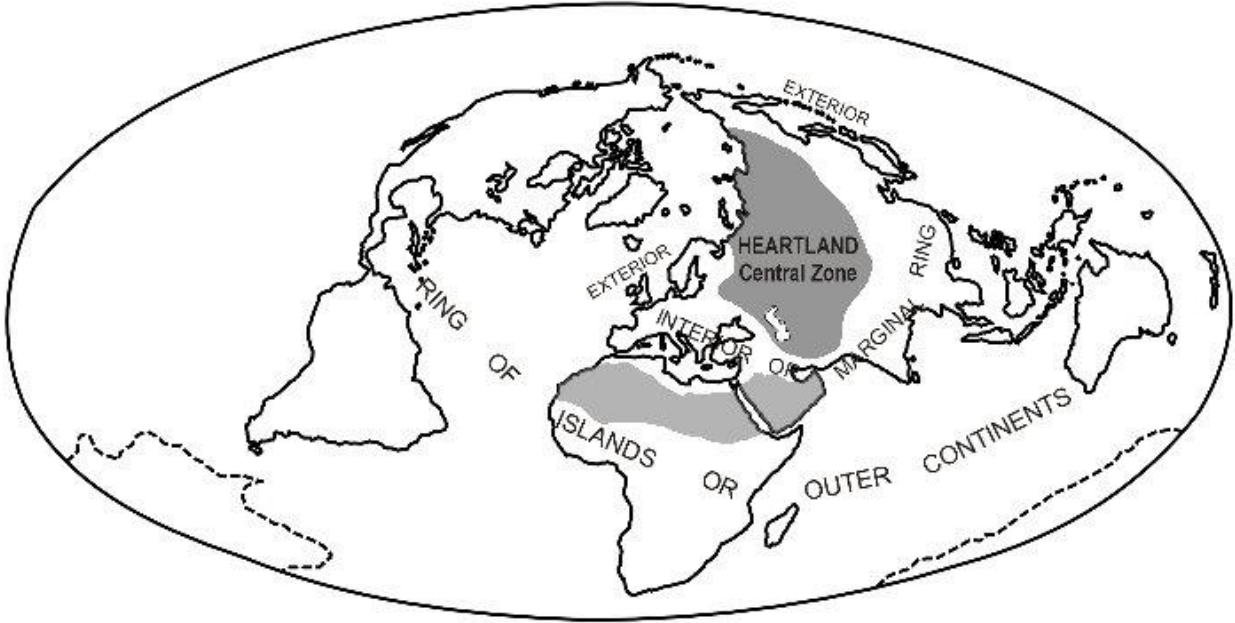 EXTERIOR
HEARTLAND
Central Zone
EXTERIOR
INTERIOR OR MARGINAL RING
RING OF ISLANDS OR OUTER CONTINENTS